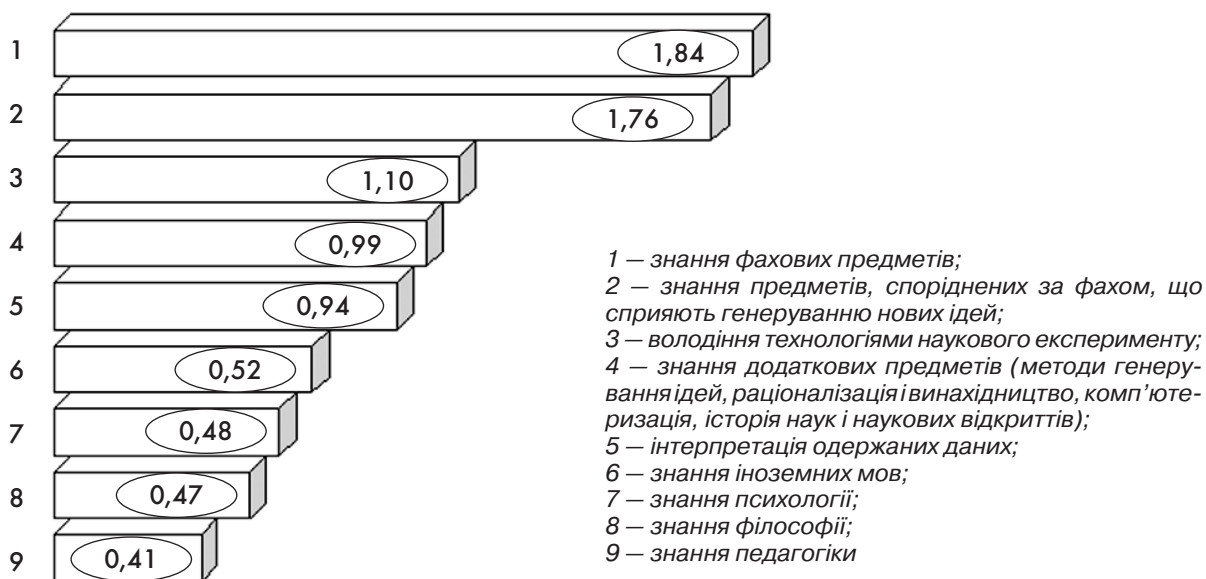 1 1,84
2 1,76
3 1,10
4 0,99
5 0,94
6 0,52
7 0,48
8 0,47
9 0,41
1 — знання фахових предметів;
2 — знання предметів, споріднених за фахом, що
сприяють генеруванню нових ідей;
3 — володіння технологіями наукового експерименту;
4 — знання додаткових предметів (методи генеру-
вання ідей, раціоналізація і винахідництво, комп’юте-
ризація, історія наук і наукових відкриттів);
5 — інтерпретація одержаних даних;
6 — знання іноземних мов;
7 — знання психології;
8 — знання філософії;
9 — знання педагогіки